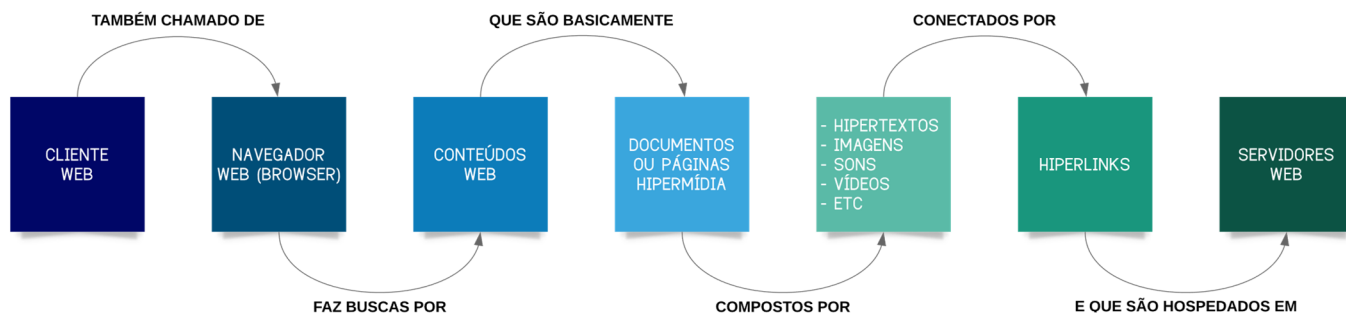 TAMBÉM CHAMADO DE
QUE SÃO BASICAMENTE
CONECTADOS POR
CLIENTE
WEB
NAVEGADOR
WEB (BROWSER)
CONTEÚDOS
WEB
DOCUMENTOS
OU PÁGINAS
HIPERMÍDIA
- HIPERTEXTOS
- IMAGENS
- SONS
- VÍDEOS
- ETC
HIPERLINKS
SERVIDORES
WEB
FAZ BUSCAS POR
COMPOSTOS POR
E QUE SÃO HOSPEDADOS EM